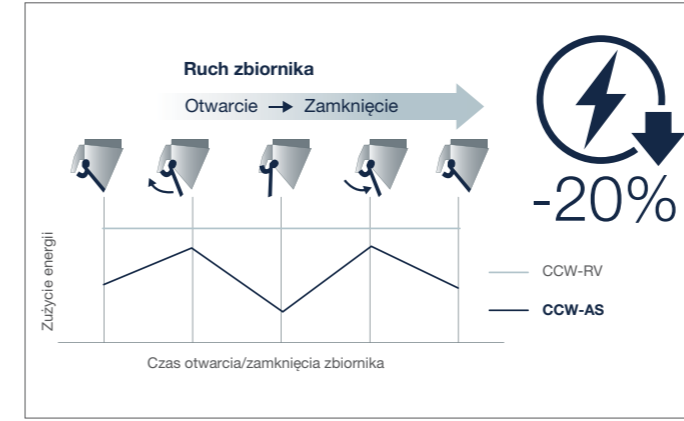 Ruch zbiornika
Otwarcie → Zamknięcie
-20%
Zużycie energii
CCW-RV
CCW-AS
Czas otwarcia/zamknięcia zbiornika